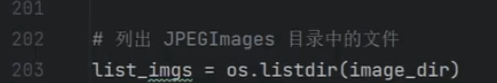 201
202 # 列出 JPEGImages 目录中的文件
203 list_imgs = os.listdir(image_dir)